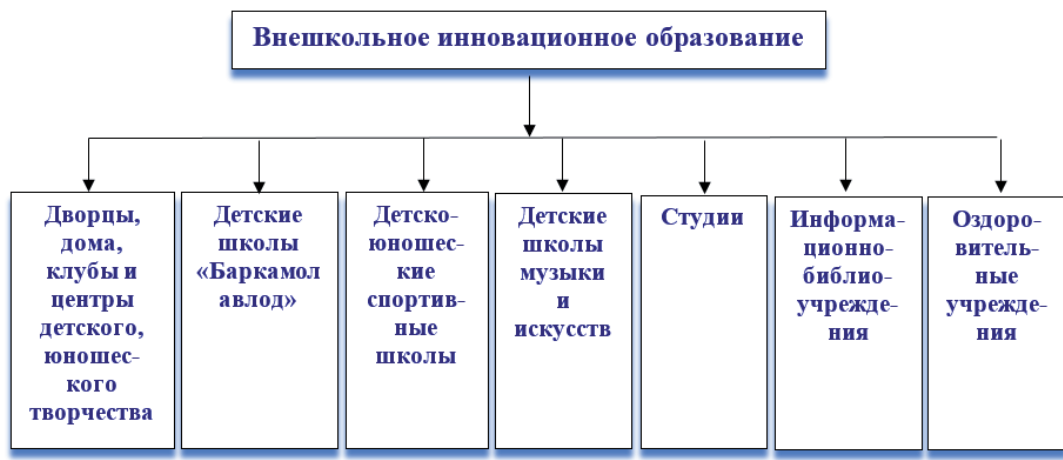 Внешкольное инновационное образование
Дворцы,
дома,
клубы и
центры
детского,
юношес-
кого
творчества
Детские
школы
«Баркамол
авлод»
Детско-
юношес-
кие
спортив-
ные
школы
Детские
школы
музыки
и
искусств
Студии
Информа-
ционно-
библио-
учрежде-
ния
Оздоро-
витель-
ные
учрежде-
ния